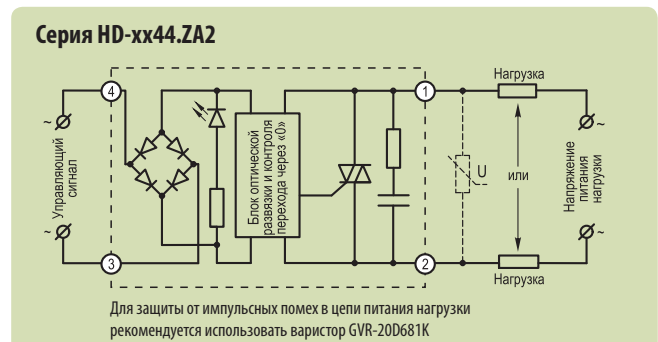 Серия HD-xx44.ZA2
Нагрузка
4
1
~
~
Управляющий
сигнал
Блок оптической
развязки и контроля
перехода через «0»
U
или
Напряжение
питания
нагрузки
~
~
3
2
Нагрузка
Для защиты от импульсных помех в цепи питания нагрузки
рекомендуется использовать варистор GVR-20D681K